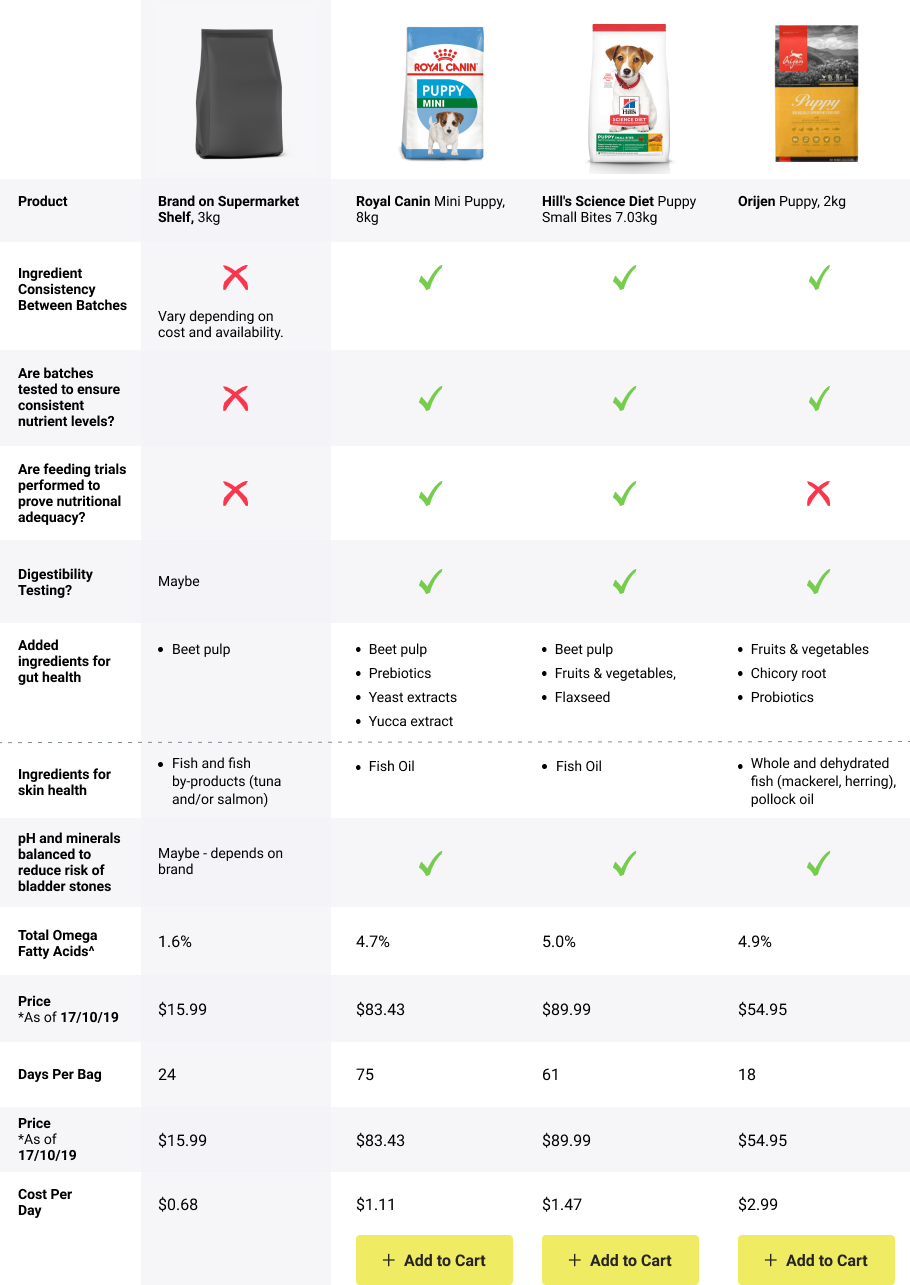 ROYAL CANIN
PUPPY
MINI
Hill's
SCIENCE DIET
PUPPY
Orijen
Puppy
Product
Brand on Supermarket
Shelf, 3kg
Royal Canin Mini Puppy,
8kg
Hill's Science Diet Puppy
Small Bites 7.03kg
Orijen Puppy, 2kg
Ingredient
Consistency
Between Batches
Vary depending on
cost and availability.
Are batches
tested to ensure
consistent
nutrient levels?
Are feeding trials
performed to
prove nutritional
adequacy?
Digestibility
Testing?
Maybe
Added
ingredients for
gut health
• Beet pulp
• Beet pulp
• Prebiotics
• Yeast extracts
• Yucca extract
• Beet pulp
• Fruits & vegetables,
• Flaxseed
• Fruits & vegetables
• Chicory root
• Probiotics
Ingredients for
skin health
• Fish and fish
by-products (tuna
and/or salmon)
• Fish Oil
• Fish Oil
• Whole and dehydrated
fish (mackerel, herring),
pollock oil
pH and minerals
balanced to
reduce risk of
bladder stones
Maybe - depends on
brand
Total Omega
Fatty Acids^
1.6%
4.7%
5.0%
4.9%
Price
*As of 17/10/19
$15.99
$83.43
$89.99
$54.95
Days Per Bag
24
75
61
18
Price
*As of
17/10/19
$15.99
$83.43
$89.99
$54.95
Cost Per
Day
$0.68
$1.11
$1.47
$2.99
+ Add to Cart
+ Add to Cart
+ Add to Cart